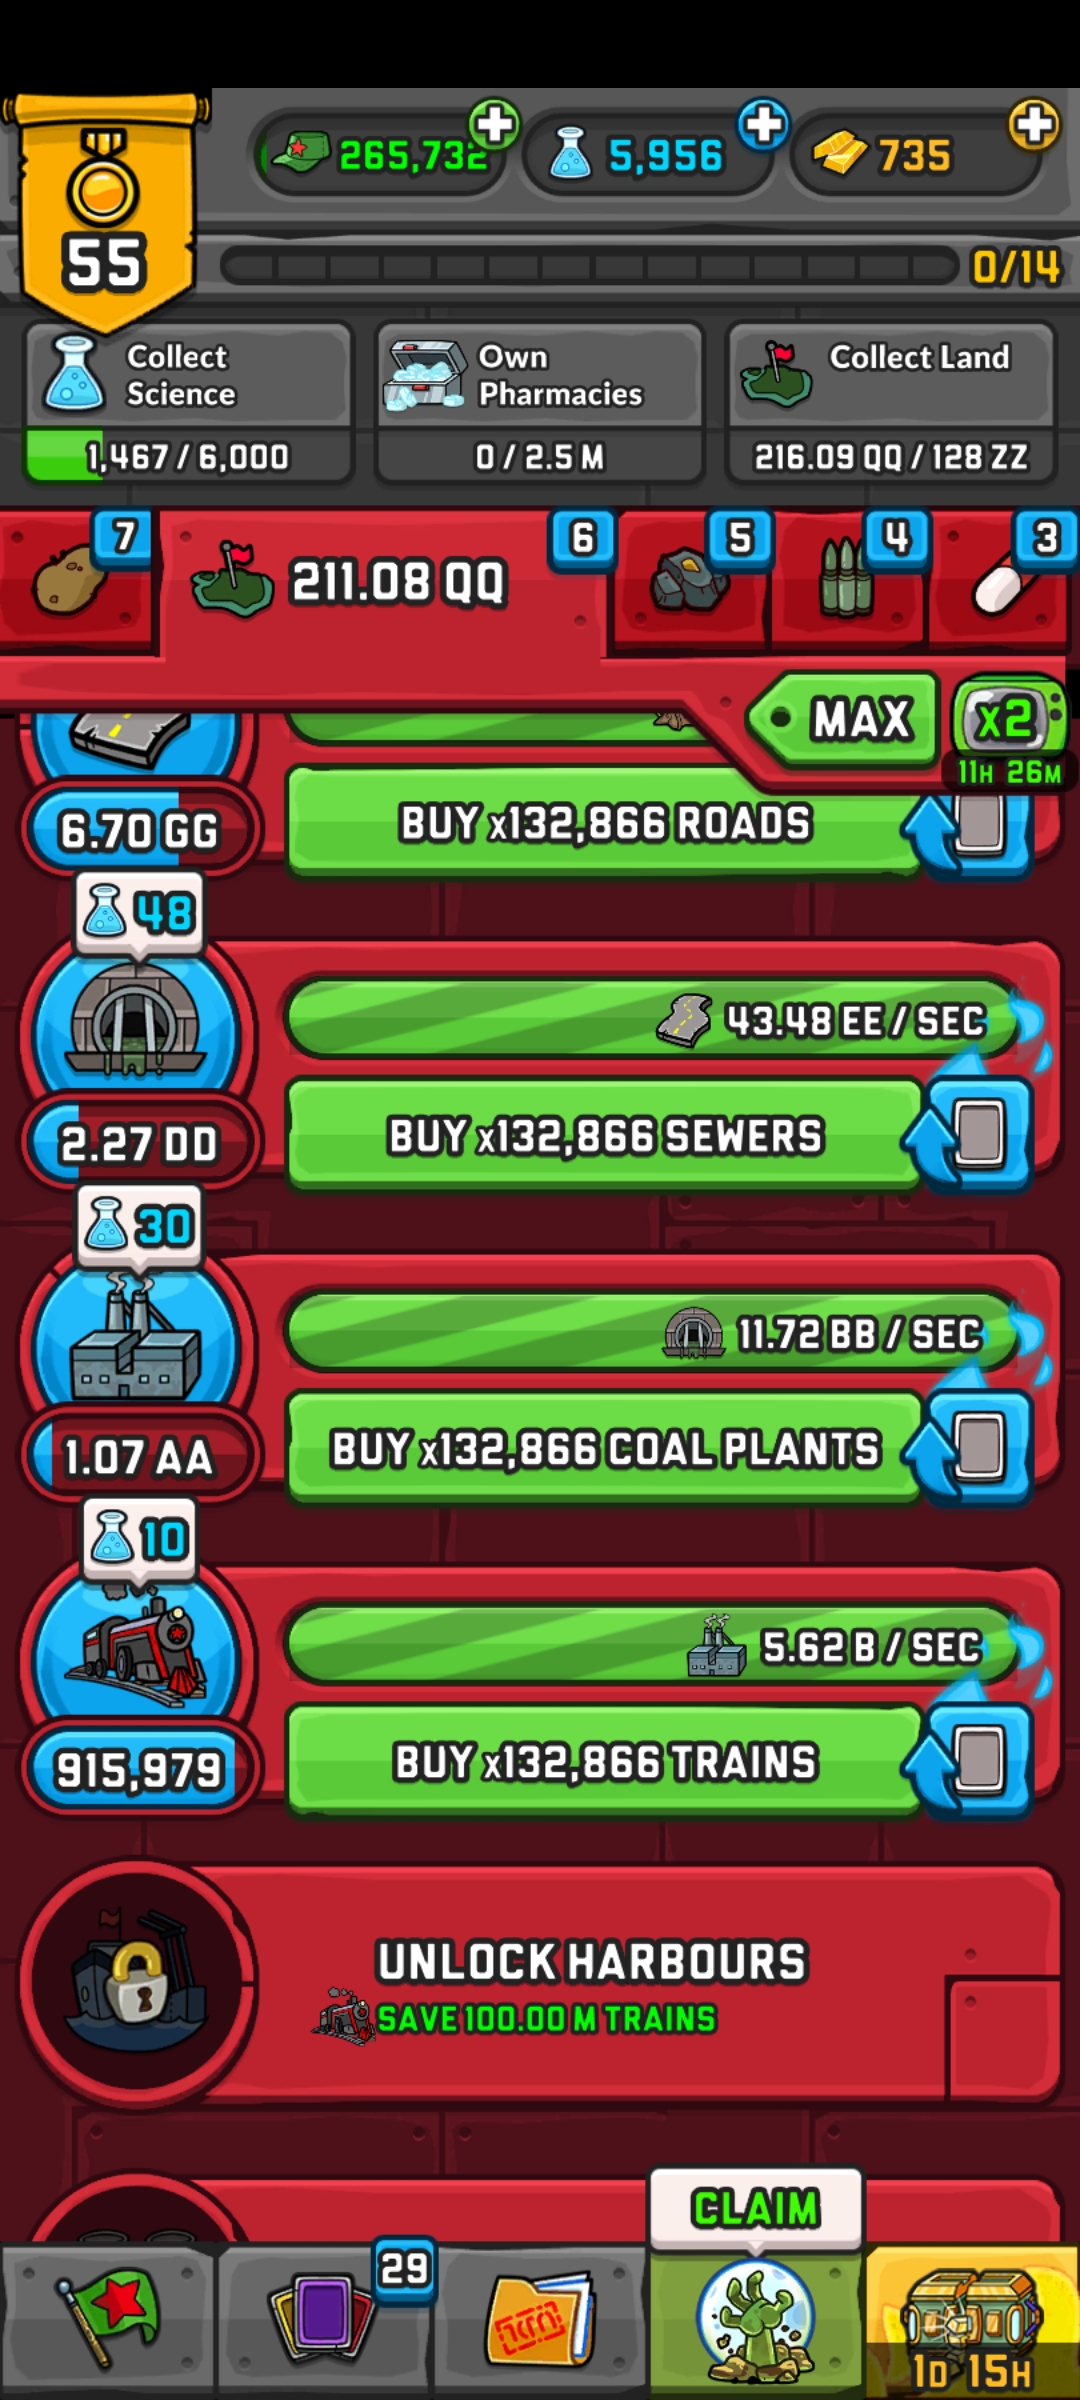 265,732
5,956
735
55
0/14
Collect
Science
1,467 / 6,000
Own
Pharmacies
0 / 2.5 M
Collect Land
216.09 QQ / 128 ZZ
7
211.08 QQ
6
5
4
3
MAX
x2
11H 26M
6.70 GG
BUY x132,866 ROADS
48
43.48 EE / SEC
2.27 DD
BUY x132,866 SEWERS
30
11.72 BB / SEC
1.07 AA
BUY x132,866 COAL PLANTS
10
5.62 B / SEC
915,979
BUY x132,866 TRAINS
UNLOCK HARBOURS
SAVE 100.00 M TRAINS
CLAIM
29
1D 15H